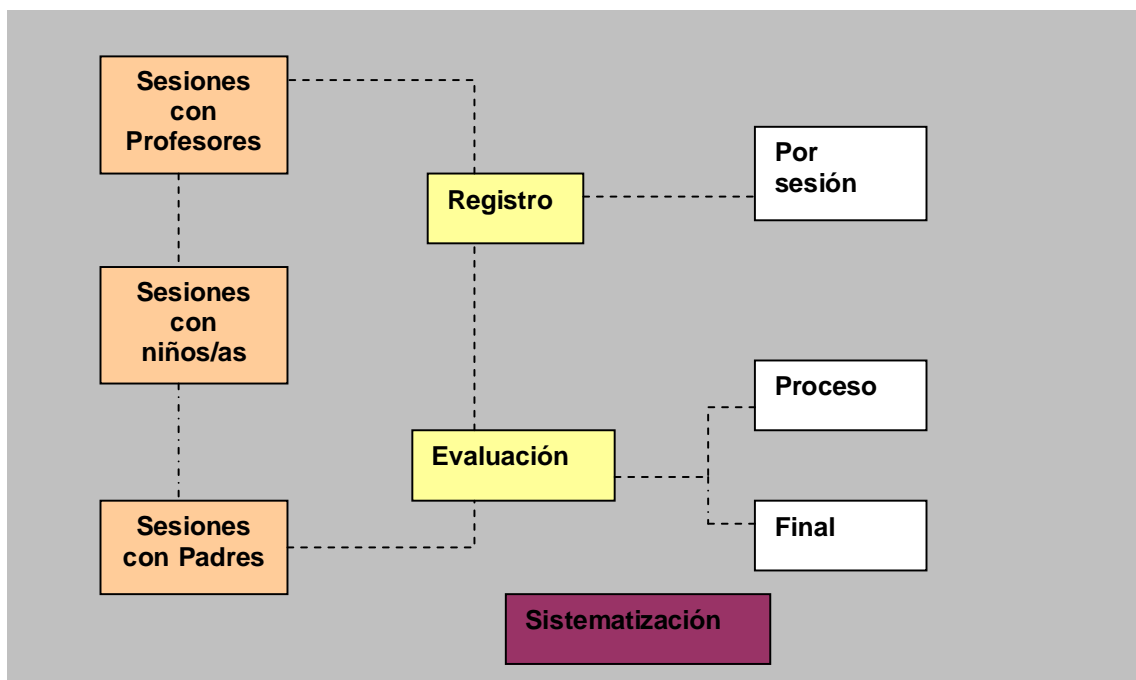 Sesiones
con
Profesores
Por
sesión
Registro
Sesiones
con
niños/as
Proceso
Evaluación
Sesiones
con Padres
Final
Sistematización